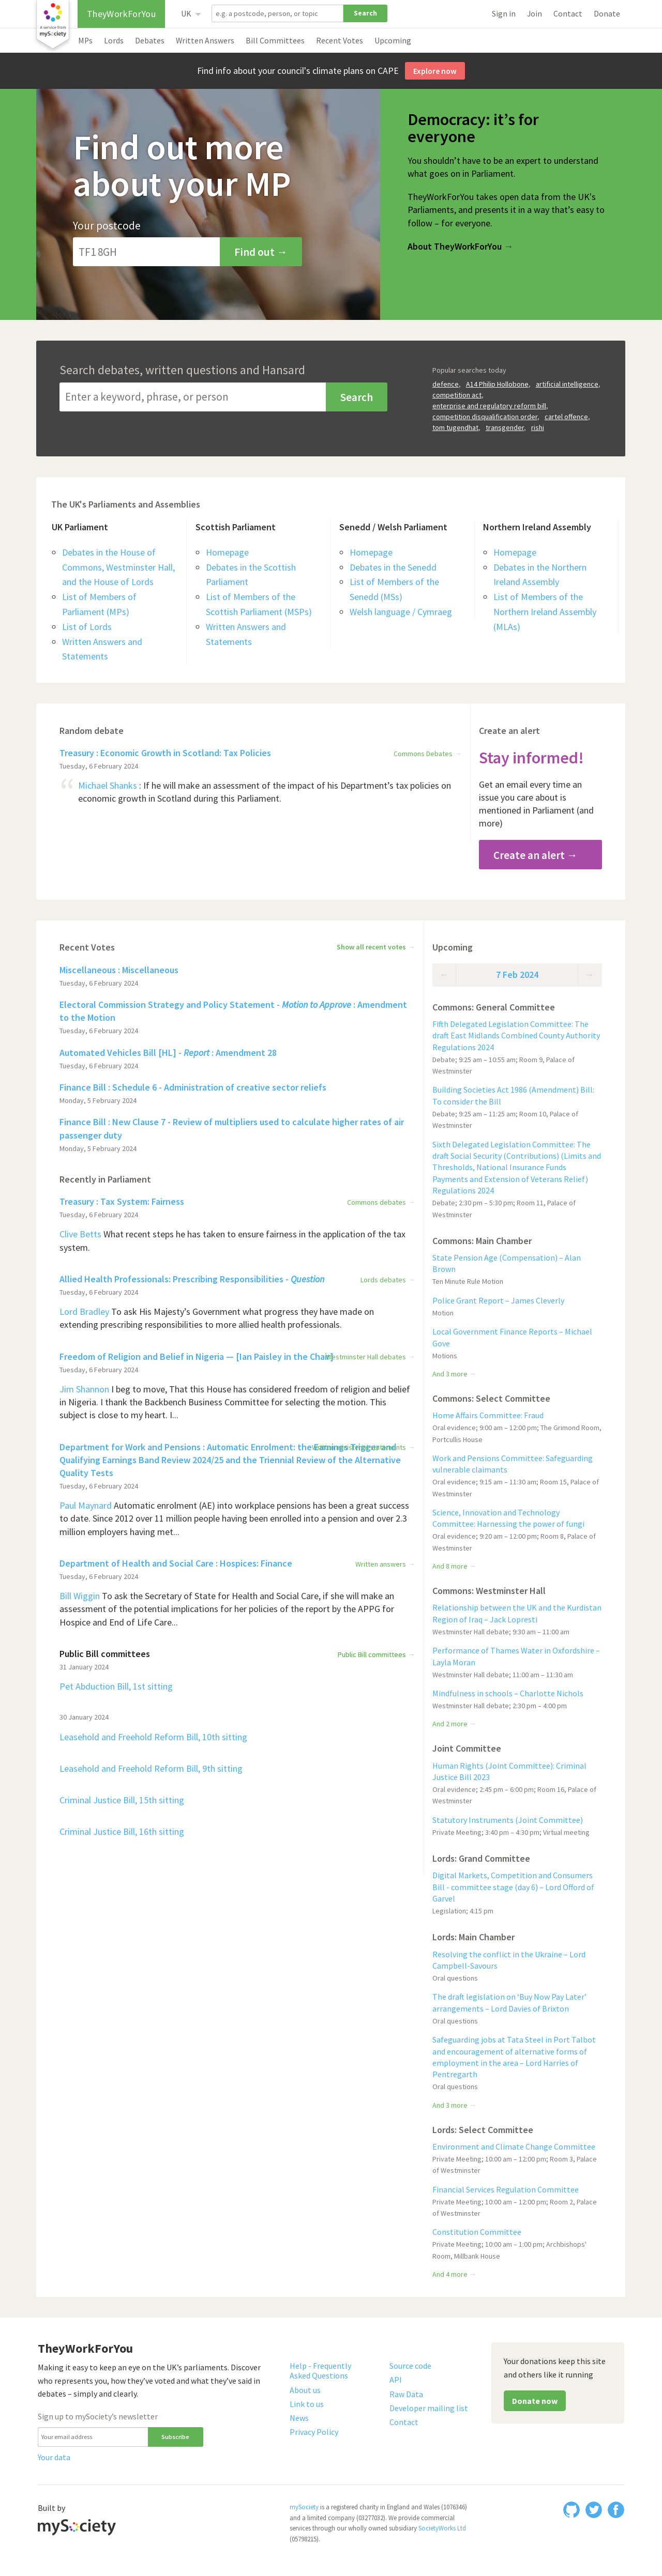 a service from
mySociety
TheyWorkForYou
UK
e.g. a postcode, person, or topic
Search
Sign in
Join
Contact
Donate
MPs
Lords
Debates
Written Answers
Bill Committees
Recent Votes
Upcoming
Find info about your council's climate plans on CAPE
Explore now
Find out more
about your MP
Your postcode
TF1 8GH
Find out →
Democracy: it’s for
everyone
You shouldn’t have to be an expert to understand
what goes on in Parliament.
TheyWorkForYou takes open data from the UK’s
Parliaments, and presents it in a way that’s easy to
follow – for everyone.
About TheyWorkForYou →
Search debates, written questions and Hansard
Enter a keyword, phrase, or person
Search
Popular searches today
defence, A14 Philip Hollobone, artificial intelligence,
competition act,
enterprise and regulatory reform bill,
competition disqualification order, cartel offence,
tom tugendhat, transgender, rishi
The UK's Parliaments and Assemblies
UK Parliament
Debates in the House of
Commons, Westminster Hall,
and the House of Lords
List of Members of
Parliament (MPs)
List of Lords
Written Answers and
Statements
Scottish Parliament
Homepage
Debates in the Scottish
Parliament
List of Members of the
Scottish Parliament (MSPs)
Written Answers and
Statements
Senedd / Welsh Parliament
Homepage
Debates in the Senedd
List of Members of the
Senedd (MSs)
Welsh language / Cymraeg
Northern Ireland Assembly
Homepage
Debates in the Northern
Ireland Assembly
List of Members of the
Northern Ireland Assembly
(MLAs)
Random debate
Treasury : Economic Growth in Scotland: Tax Policies
Commons Debates →
Tuesday, 6 February 2024
Michael Shanks : If he will make an assessment of the impact of his Department’s tax policies on
economic growth in Scotland during this Parliament.
Create an alert
Stay informed!
Get an email every time an
issue you care about is
mentioned in Parliament (and
more)
Create an alert →
Recent Votes
Show all recent votes →
Miscellaneous : Miscellaneous
Tuesday, 6 February 2024
Electoral Commission Strategy and Policy Statement - Motion to Approve : Amendment
to the Motion
Tuesday, 6 February 2024
Automated Vehicles Bill [HL] - Report : Amendment 28
Tuesday, 6 February 2024
Finance Bill : Schedule 6 - Administration of creative sector reliefs
Monday, 5 February 2024
Finance Bill : New Clause 7 - Review of multipliers used to calculate higher rates of air
passenger duty
Monday, 5 February 2024
Recently in Parliament
Treasury : Tax System: Fairness
Commons debates →
Tuesday, 6 February 2024
Clive Betts What recent steps he has taken to ensure fairness in the application of the tax
system.
Allied Health Professionals: Prescribing Responsibilities - Question
Lords debates →
Tuesday, 6 February 2024
Lord Bradley To ask His Majesty’s Government what progress they have made on
extending prescribing responsibilities to more allied health professionals.
Freedom of Religion and Belief in Nigeria — [Ian Paisley in the Chair]
Westminster Hall debates →
Tuesday, 6 February 2024
Jim Shannon I beg to move, That this House has considered freedom of religion and belief
in Nigeria. I thank the Backbench Business Committee for selecting the motion. This
subject is close to my heart. I...
Department for Work and Pensions : Automatic Enrolment: the Earnings Trigger and
Qualifying Earnings Band Review 2024/25 and the Triennial Review of the Alternative
Quality Tests
Tuesday, 6 February 2024
Paul Maynard Automatic enrolment (AE) into workplace pensions has been a great success
to date. Since 2012 over 11 million people having been enrolled into a pension and over 2.3
million employers having met...
Department of Health and Social Care : Hospices: Finance
Written answers →
Tuesday, 6 February 2024
Bill Wiggin To ask the Secretary of State for Health and Social Care, if she will make an
assessment of the potential implications for her policies of the report by the APPG for
Hospice and End of Life Care...
Public Bill committees
Public Bill committees →
31 January 2024
Pet Abduction Bill, 1st sitting
30 January 2024
Leasehold and Freehold Reform Bill, 10th sitting
Leasehold and Freehold Reform Bill, 9th sitting
Criminal Justice Bill, 15th sitting
Criminal Justice Bill, 16th sitting
Upcoming
← 7 Feb 2024 →
Commons: General Committee
Fifth Delegated Legislation Committee: The
draft East Midlands Combined County Authority
Regulations 2024
Debate; 9:25 am – 10:55 am; Room 9, Palace of
Westminster
Building Societies Act 1986 (Amendment) Bill:
To consider the Bill
Debate; 9:25 am – 11:25 am; Room 10, Palace of
Westminster
Sixth Delegated Legislation Committee: The
draft Social Security (Contributions) (Limits and
Thresholds, National Insurance Funds
Payments and Extension of Veterans Relief)
Regulations 2024
Debate; 2:30 pm – 5:30 pm; Room 11, Palace of
Westminster
Commons: Main Chamber
State Pension Age (Compensation) – Alan
Brown
Ten Minute Rule Motion
Police Grant Report – James Cleverly
Motion
Local Government Finance Reports – Michael
Gove
Motions
And 3 more →
Commons: Select Committee
Home Affairs Committee: Fraud
Oral evidence; 9:00 am – 12:00 pm; The Grimond Room,
Portcullis House
Work and Pensions Committee: Safeguarding
vulnerable claimants
Oral evidence; 9:15 am – 11:30 am; Room 15, Palace of
Westminster
Science, Innovation and Technology
Committee: Harnessing the power of fungi
Oral evidence; 9:20 am – 12:00 pm; Room 8, Palace of
Westminster
And 8 more →
Commons: Westminster Hall
Relationship between the UK and the Kurdistan
Region of Iraq – Jack Lopresti
Westminster Hall debate; 9:30 am – 11:00 am
Performance of Thames Water in Oxfordshire –
Layla Moran
Westminster Hall debate; 11:00 am – 11:30 am
Mindfulness in schools – Charlotte Nichols
Westminster Hall debate; 2:30 pm – 4:00 pm
And 2 more →
Joint Committee
Human Rights (Joint Committee): Criminal
Justice Bill 2023
Oral evidence; 2:45 pm – 6:00 pm; Room 16, Palace of
Westminster
Statutory Instruments (Joint Committee)
Private Meeting; 3:40 pm – 4:30 pm; Virtual meeting
Lords: Grand Committee
Digital Markets, Competition and Consumers
Bill - committee stage (day 6) – Lord Offord of
Garvel
Legislation; 4:15 pm
Lords: Main Chamber
Resolving the conflict in the Ukraine – Lord
Campbell-Savours
Oral questions
The draft legislation on ‘Buy Now Pay Later’
arrangements – Lord Davies of Brixton
Oral questions
Safeguarding jobs at Tata Steel in Port Talbot
and encouragement of alternative forms of
employment in the area – Lord Harries of
Pentregarth
Oral questions
And 3 more →
Lords: Select Committee
Environment and Climate Change Committee
Private Meeting; 10:00 am – 12:00 pm; Room 3, Palace
of Westminster
Financial Services Regulation Committee
Private Meeting; 10:00 am – 12:00 pm; Room 2, Palace
of Westminster
Constitution Committee
Private Meeting; 10:00 am – 1:00 pm; Archbishops'
Room, Millbank House
And 4 more →
TheyWorkForYou
Making it easy to keep an eye on the UK’s parliaments. Discover
who represents you, how they’ve voted and what they’ve said in
debates – simply and clearly.
Sign up to mySociety’s newsletter
Your email address
Subscribe
Your data
Help - Frequently
Asked Questions
About us
Link to us
News
Privacy Policy
Source code
API
Raw Data
Developer mailing list
Contact
Your donations keep this site
and others like it running
Donate now
Built by
mySociety
mySociety is a registered charity in England and Wales (1076346)
and a limited company (03277032). We provide commercial
services through our wholly owned subsidiary SocietyWorks Ltd
(05798215).